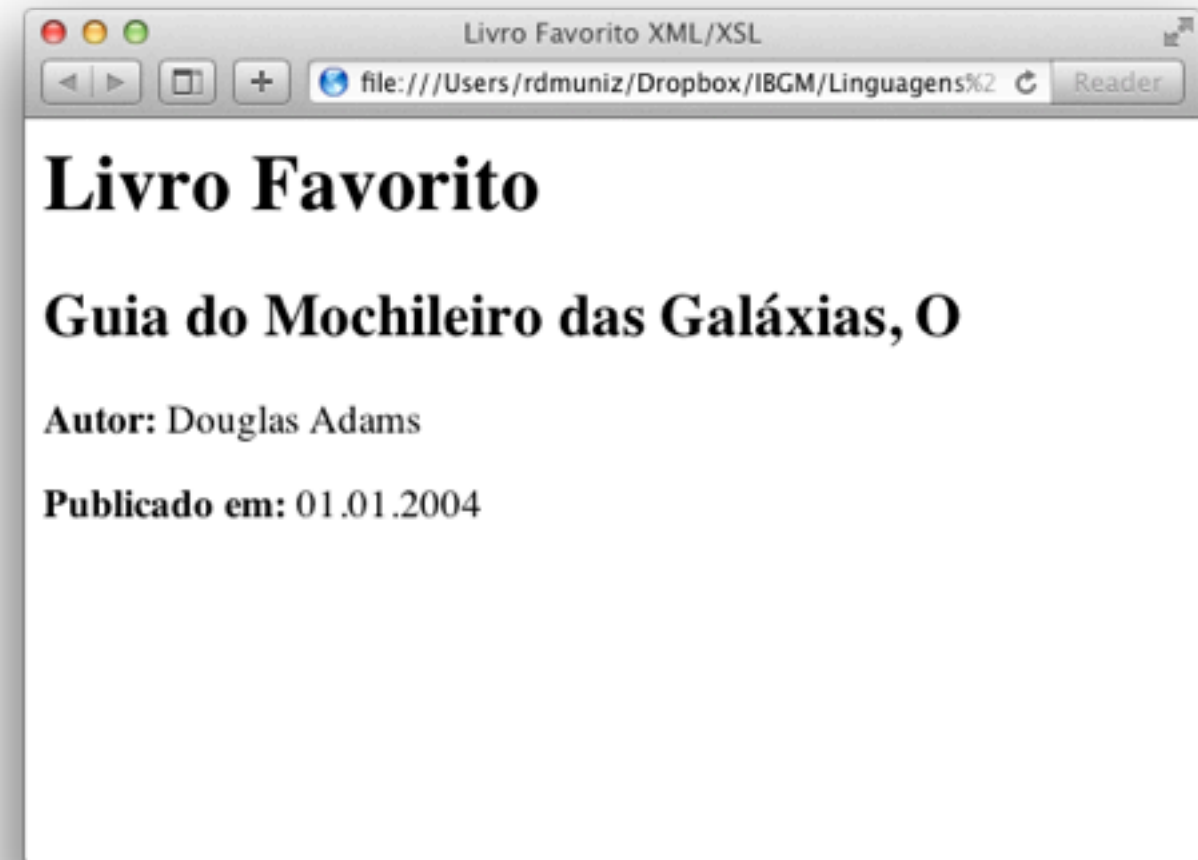 Livro Favorito XML/XSL
file:///Users/rdmuniz/Dropbox/IBGM/Linguagens%2
Reader
Livro Favorito
Guia do Mochileiro das Galáxias, O
Autor: Douglas Adams
Publicado em: 01.01.2004